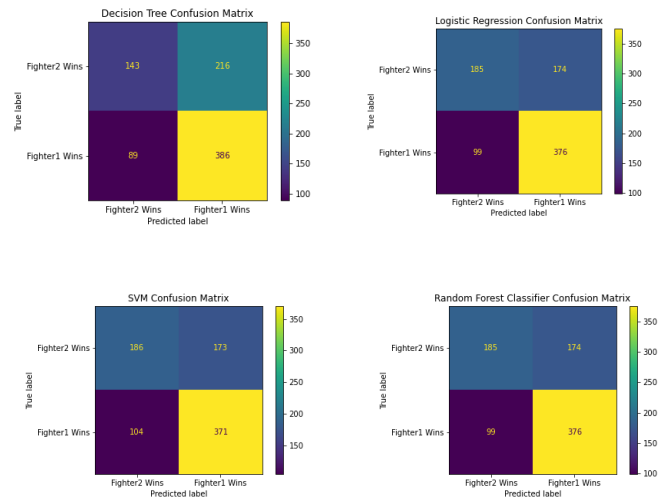 Decision Tree Confusion Matrix
True label
Fighter2 Wins
143
216
Fighter1 Wins
89
386
Fighter2 Wins
Fighter1 Wins
Predicted label
350
300
250
200
150
100
Logistic Regression Confusion Matrix
True label
Fighter2 Wins
185
174
Fighter1 Wins
99
376
Fighter2 Wins
Fighter1 Wins
Predicted label
350
300
250
200
150
100
SVM Confusion Matrix
True label
Fighter2 Wins
186
173
Fighter1 Wins
104
371
Fighter2 Wins
Fighter1 Wins
Predicted label
350
300
250
200
150
Random Forest Classifier Confusion Matrix
True label
Fighter2 Wins
185
174
Fighter1 Wins
99
376
Fighter2 Wins
Fighter1 Wins
Predicted label
350
300
250
200
150
100